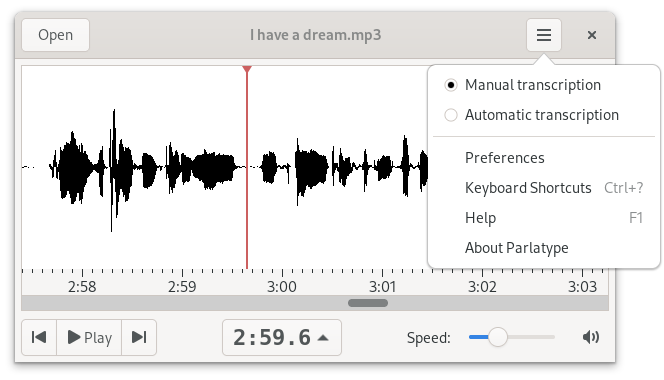 Open
I have a dream.mp3
Manual transcription
Automatic transcription
Preferences
Keyboard Shortcuts Ctrl+?
Help F1
About Parlatype
2:58 2:59 3:00 3:01 3:02 3:03
Play 2:59.6 Speed: